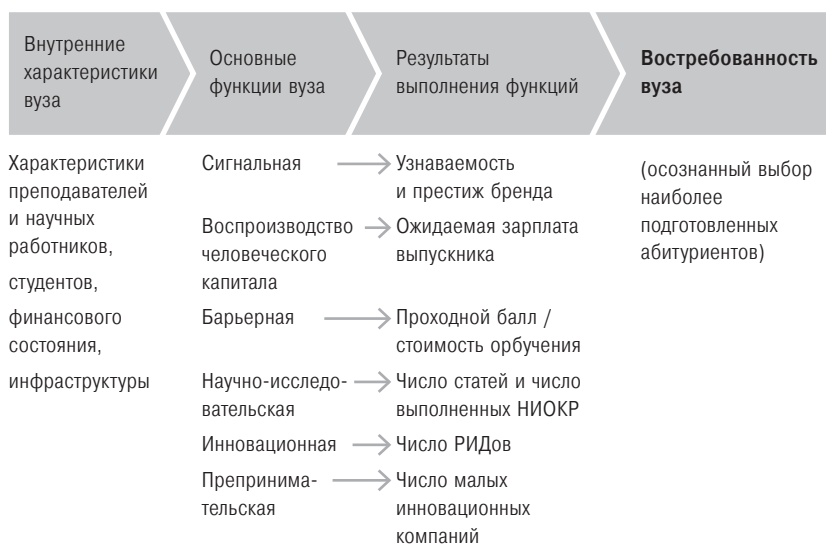 Внутренние
характеристики
вуза
Основные
функции вуза
Результаты
выполнения функций
Востребованность
вуза
Характеристики
преподавателей
и научных
работников,
студентов,
финансового
состояния,
инфраструктуры
Сигнальная
Узнаваемость
и престиж бренда
Воспроизводство
человеческого
капитала
Ожидаемая зарплата
выпускника
Барьерная
Проходной балл /
стоимость орбучения
Научно-исследо-
вательская
Число статей и число
выполненных НИОКР
Инновационная
Число РИДов
Препринима-
тельская
Число малых
инновационных
компаний
(осознанный выбор
наиболее
подготовленных
абитуриентов)